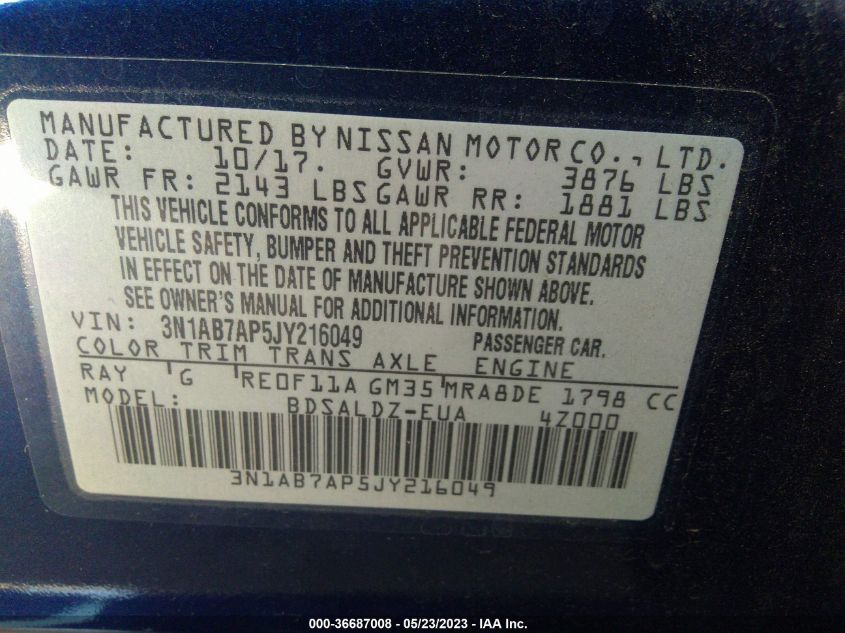 MANUFACTURED BY NISSAN MOTOR CO., LTD.
DATE: 10/17. GVWR: 3876 LBS
GAWR FR: 2143 LBS GAWR RR: 1881 LBS
THIS VEHICLE CONFORMS TO ALL APPLICABLE FEDERAL MOTOR
VEHICLE SAFETY, BUMPER AND THEFT PREVENTION STANDARDS
IN EFFECT ON THE DATE OF MANUFACTURE SHOWN ABOVE.
SEE OWNER'S MANUAL FOR ADDITIONAL INFORMATION.
VIN: 3N1AB7AP5JY216049 PASSENGER CAR.
COLOR TRIM TRANS AXLE ENGINE
RAY G RE0F11A GM35 MRA8DE 1798 CC
MODEL: BDSALDZ-EUA 4Z000
3N1AB7AP5JY216049
000-36687008 - 05/23/2023 - IAA Inc.